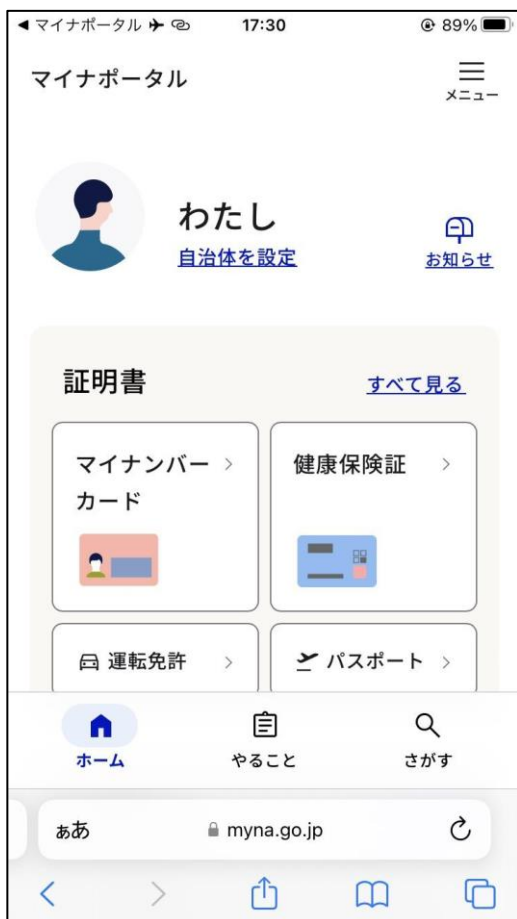 マイナポータル 17:30 89%
マイナポータル
メニュー
わたし
自治体を設定
お知らせ
証明書
すべて見る
マイナンバー
カード
健康保険証
運転免許
パスポート
ホーム
やること
さがす
ぁあ myna.go.jp